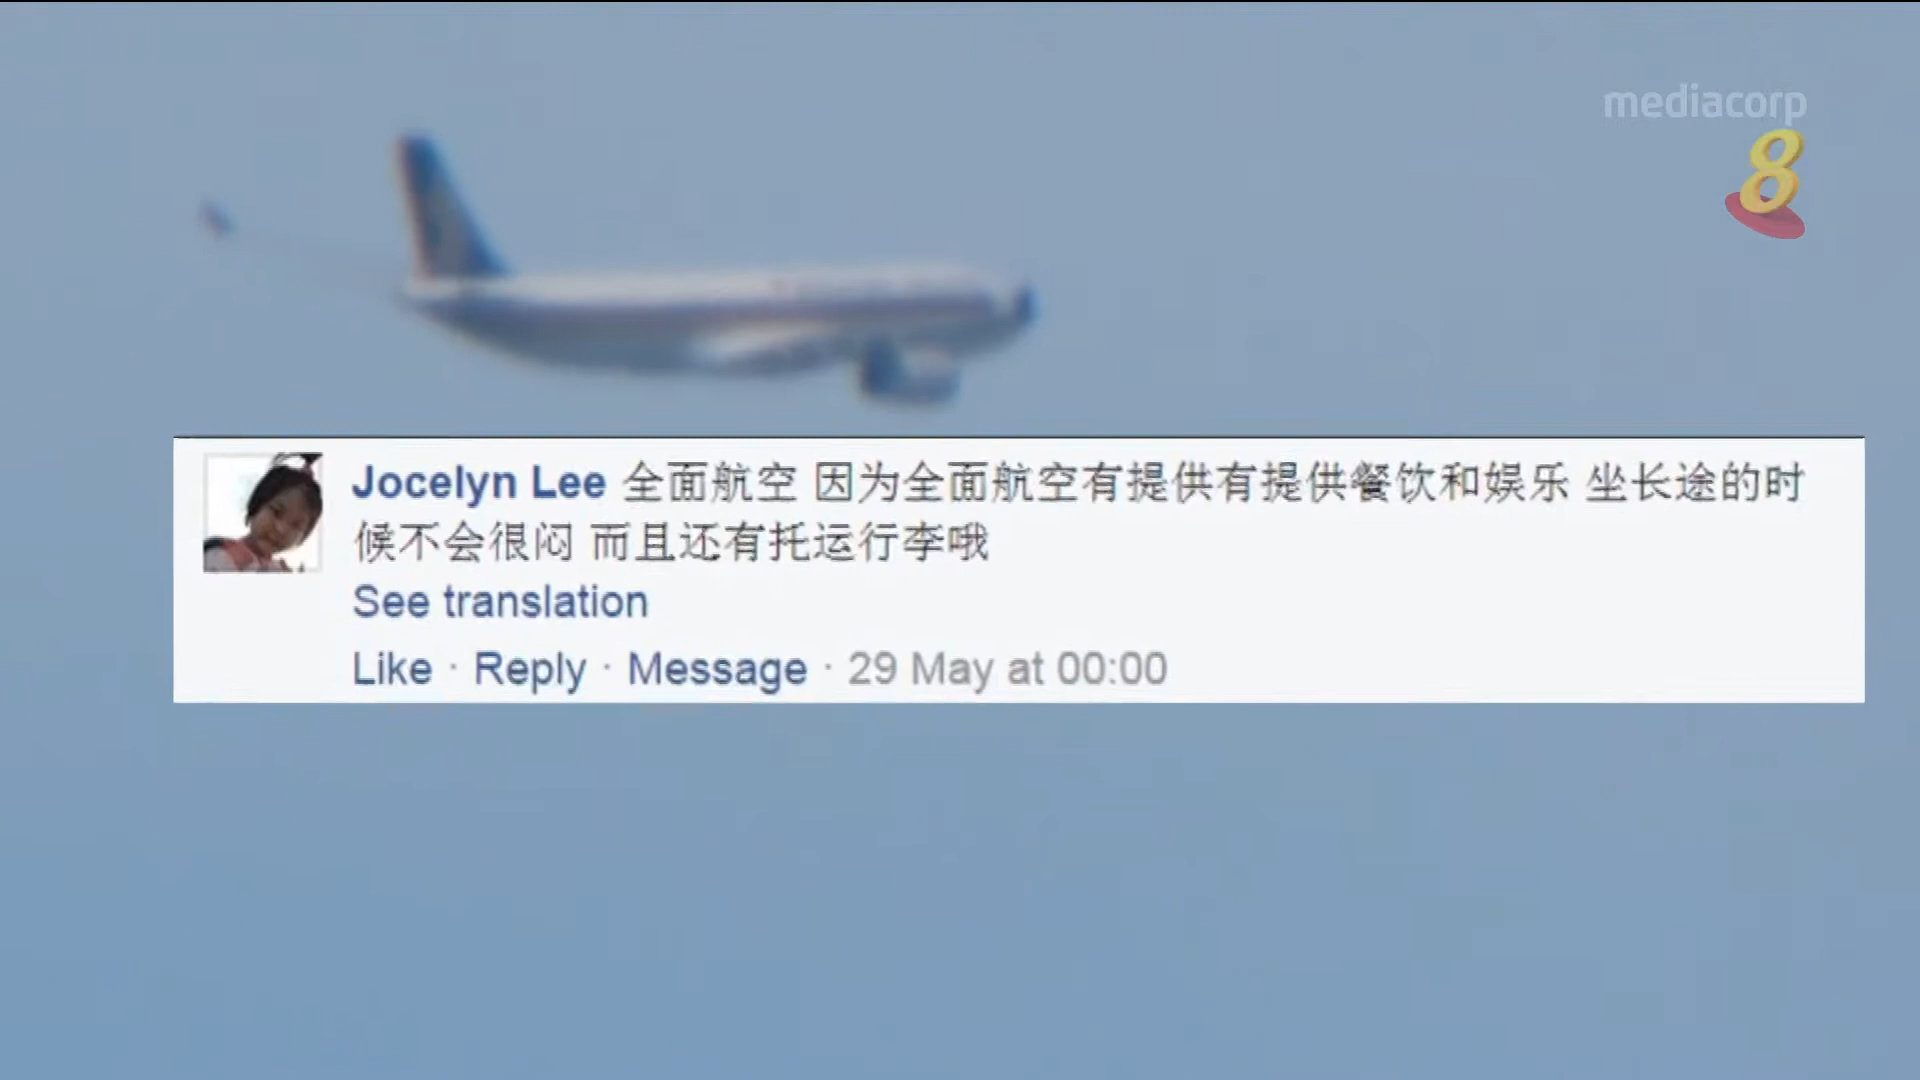 mediacorp
8
Jocelyn Lee 全面航空 因为全面航空有提供有提供餐饮和娱乐 坐长途的时
候不会很闷 而且还有托运行李哦
See translation
Like · Reply · Message · 29 May at 00:00